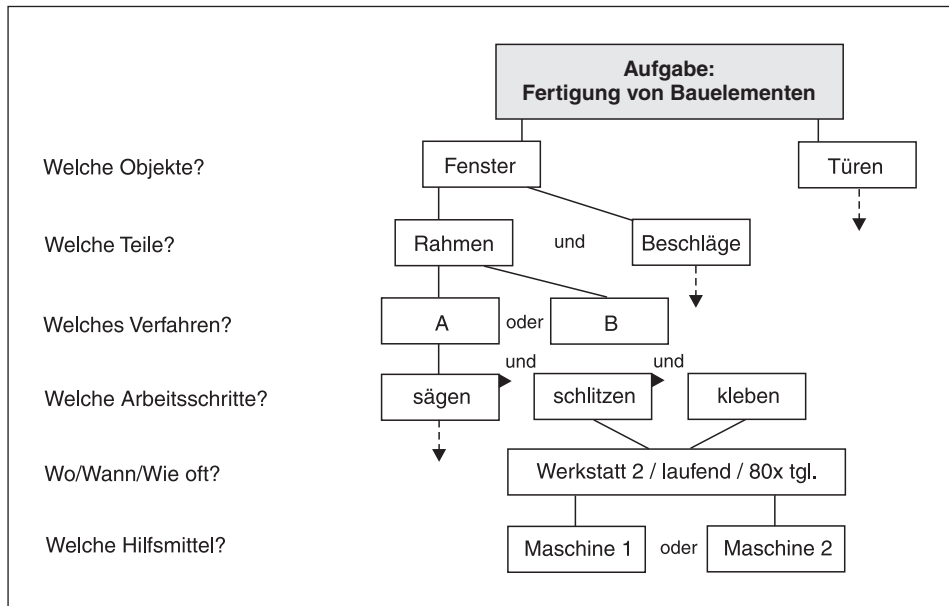 Aufgabe:
Fertigung von Bauelementen
Welche Objekte? Fenster Türen
Welche Teile? Rahmen und Beschläge
Welches Verfahren? A oder B
und und
Welche Arbeitsschritte? sägen schlitzen kleben
Wo/Wann/Wie oft? Werkstatt 2 / laufend / 80x tgl.
Welche Hilfsmittel? Maschine 1 oder Maschine 2